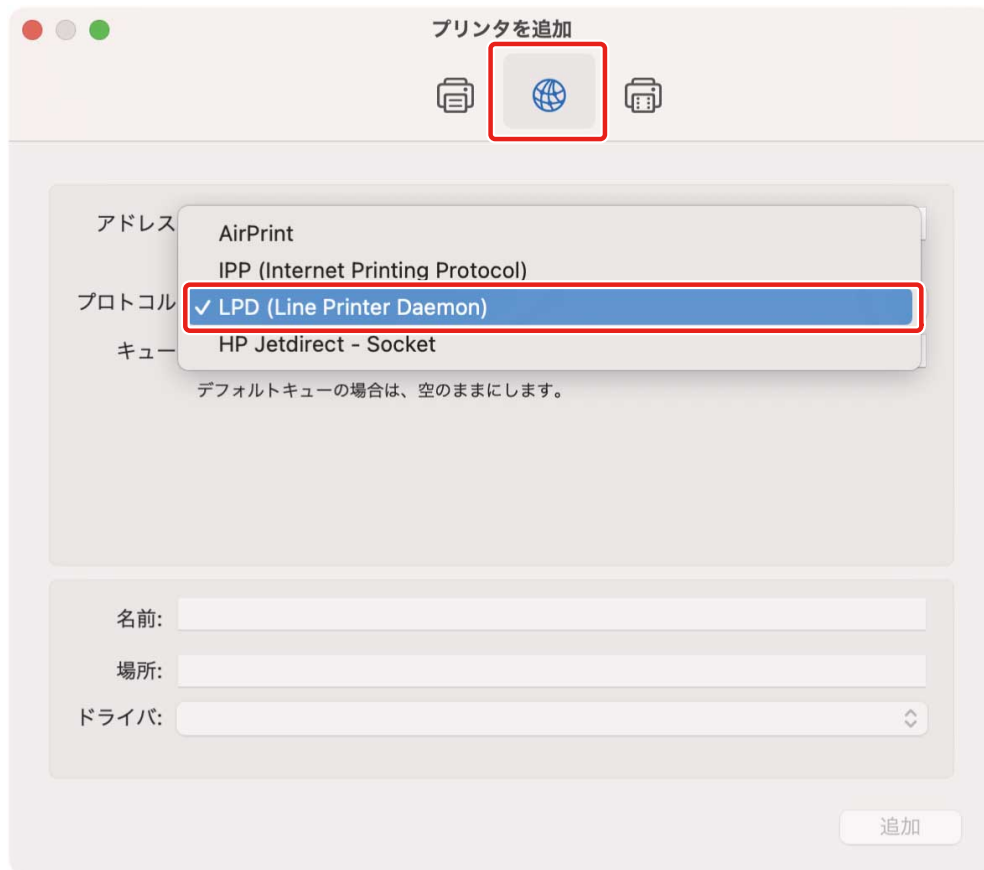 プリンタを追加
アドレス
AirPrint
IPP (Internet Printing Protocol)
プロトコル
✓ LPD (Line Printer Daemon)
キュー
HP Jetdirect – Socket
デフォルトキューの場合は、空のままにします。
名前:
場所:
ドライバ:
追加